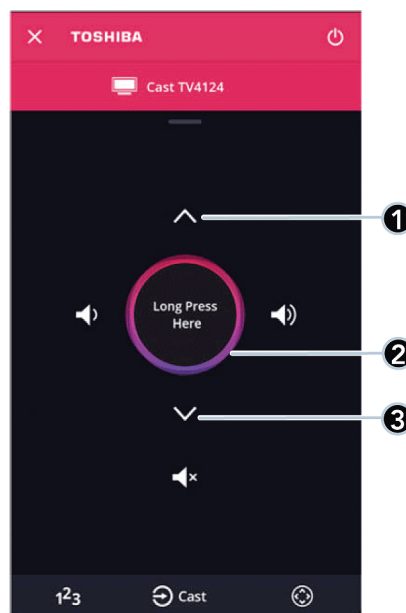 TOSHIBA
Cast TV4124
1
Long Press
Here
2
3
123
Cast